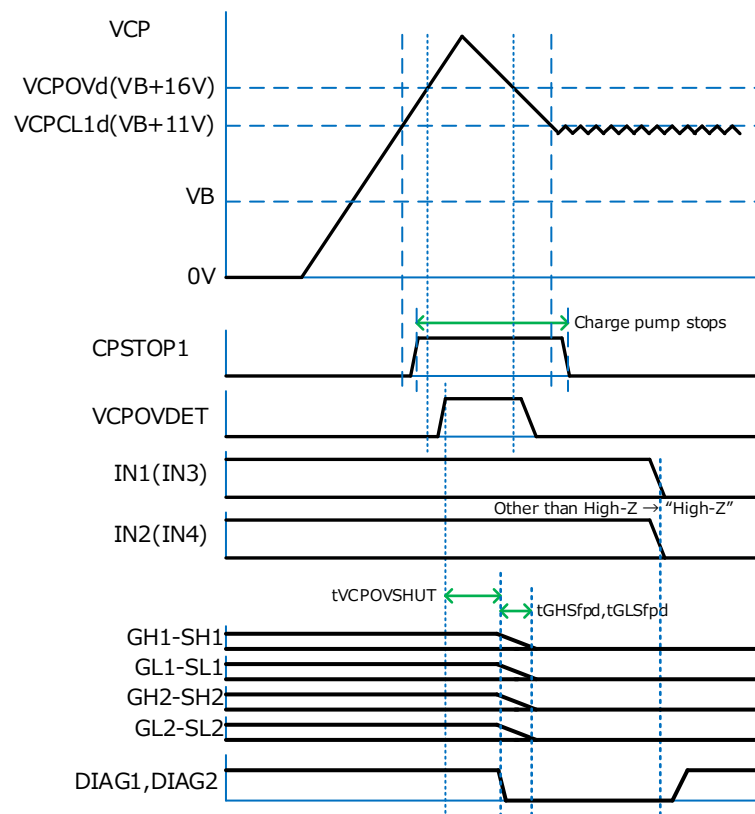 VCP
VCPOVd(VB+16V)
VCPCL1d(VB+11V)
VB
0V
Charge pump stops
CPSTOP1
VCPOVDET
IN1(IN3)
Other than High-Z → “High-Z”
IN2(IN4)
tVCPOVSHUT
tGHSfpd,tGLSfpd
GH1-SH1
GL1-SL1
GH2-SH2
GL2-SL2
DIAG1,DIAG2